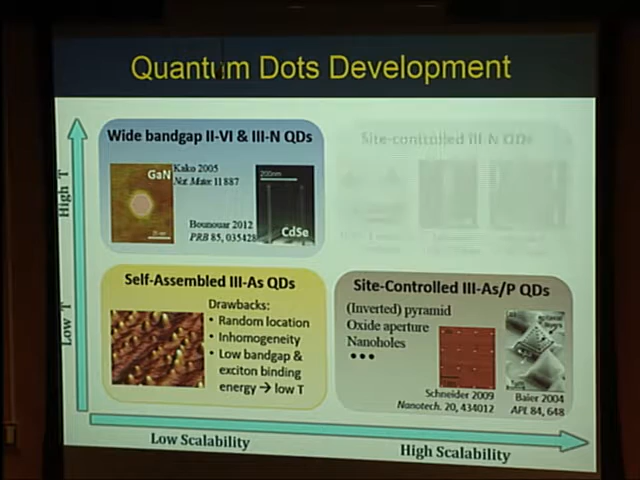 Quantum Dots Development
High T
Low T
Wide bandgap II-VI & III-N QDs
GaN
Kako 2005
Nat. Mater. 11 887
200nm
Bounouar 2012
PRB 85, 035428
CdSe
Site-controlled III-N QDs
Self-Assembled III-As QDs
Drawbacks:
• Random location
• Inhomogeneity
• Low bandgap &
exciton binding
energy → low T
Site-Controlled III-As/P QDs
(Inverted) pyramid
Oxide aperture
Nanoholes
•••
Schneider 2009
Nanotech. 20, 434012
Baier 2004
APL 84, 648
Low Scalability
High Scalability